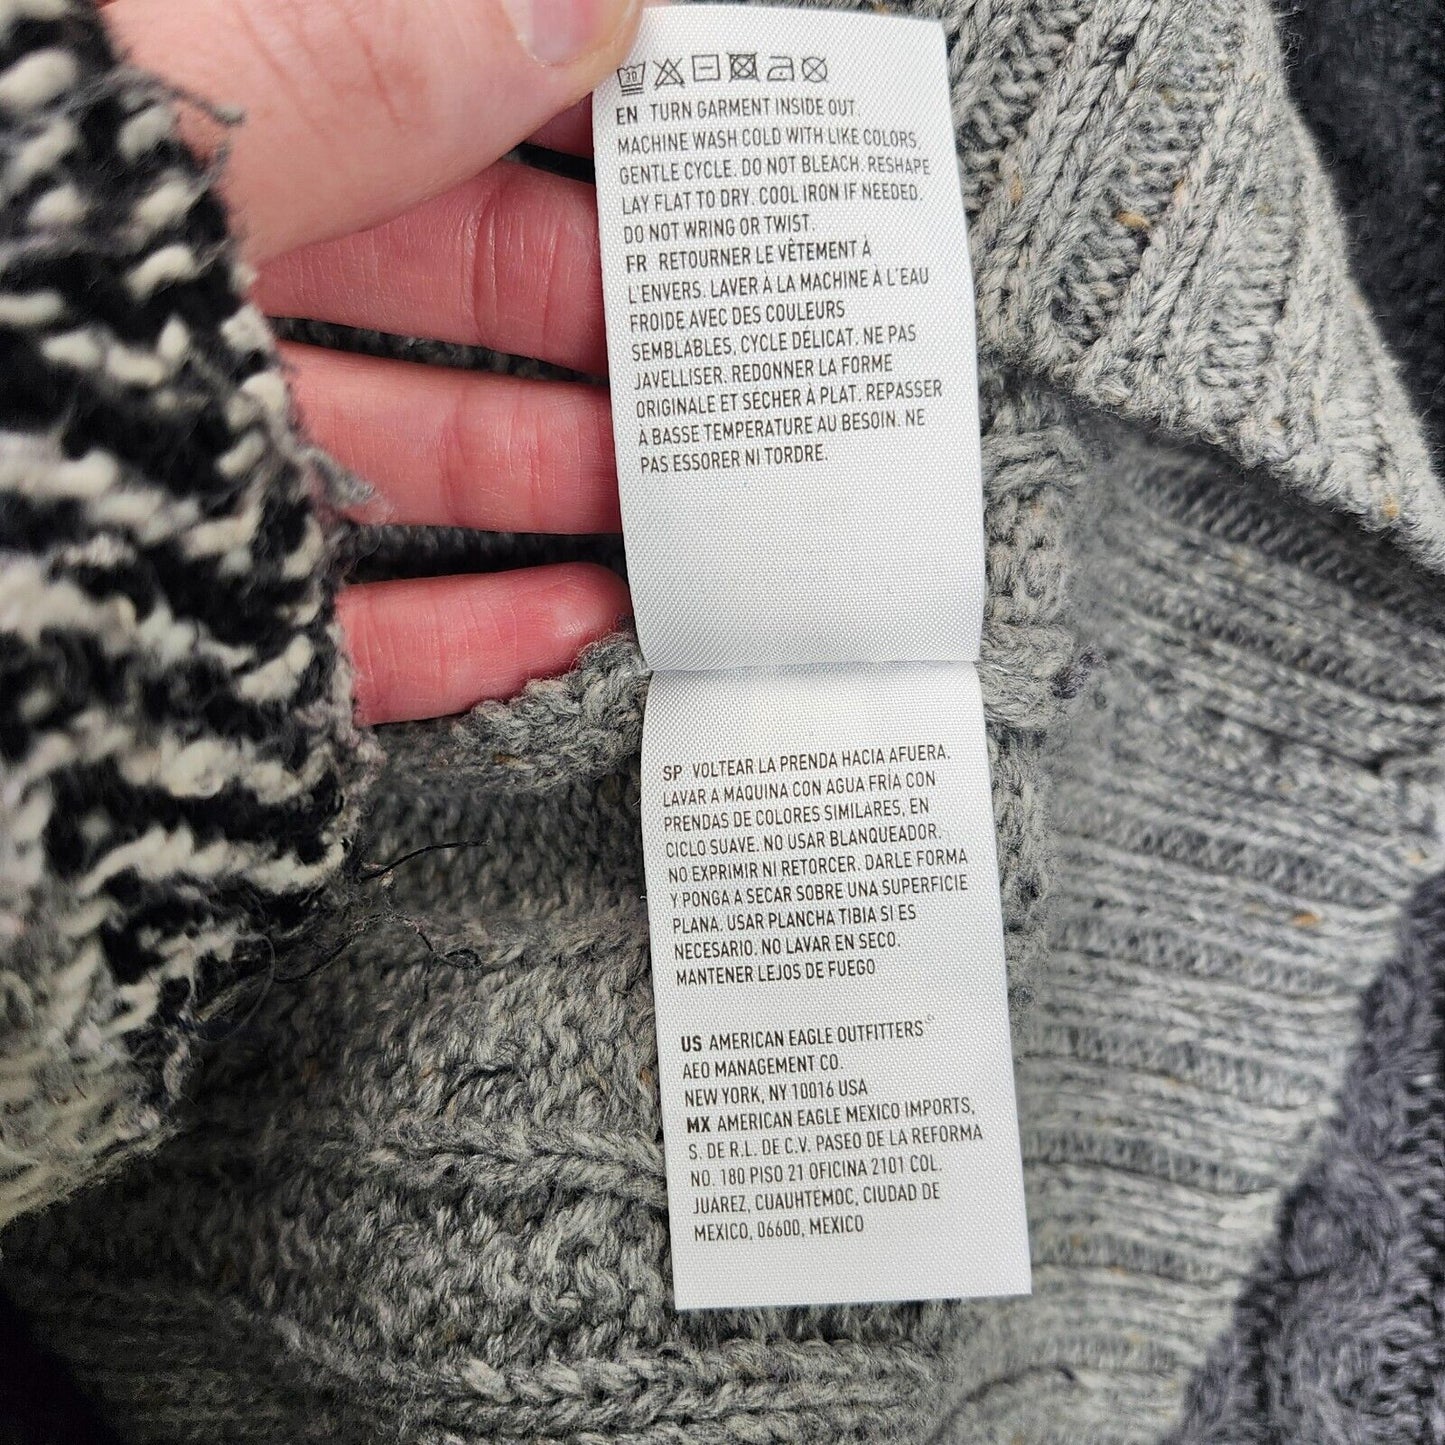 30
EN TURN GARMENT INSIDE OUT.
MACHINE WASH COLD WITH LIKE COLORS,
GENTLE CYCLE. DO NOT BLEACH. RESHAPE
LAY FLAT TO DRY. COOL IRON IF NEEDED.
DO NOT WRING OR TWIST.
FR RETOURNER LE VÊTEMENT À
L'ENVERS. LAVER À LA MACHINE À L'EAU
FROIDE AVEC DES COULEURS
SEMBLABLES, CYCLE DÉLICAT. NE PAS
JAVELLISER. REDONNER LA FORME
ORIGINALE ET SÉCHER À PLAT. REPASSER
À BASSE TEMPÉRATURE AU BESOIN. NE
PAS ESSORER NI TORDRE.
SP VOLTEAR LA PRENDA HACIA AFUERA.
LAVAR A MÁQUINA CON AGUA FRÍA CON
PRENDAS DE COLORES SIMILARES, EN
CICLO SUAVE. NO USAR BLANQUEADOR.
NO EXPRIMIR NI RETORCER. DARLE FORMA
Y PONGA A SECAR SOBRE UNA SUPERFICIE
PLANA. USAR PLANCHA TIBIA SI ES
NECESARIO. NO LAVAR EN SECO.
MANTENER LEJOS DE FUEGO
US AMERICAN EAGLE OUTFITTERS
AEO MANAGEMENT CO.
NEW YORK, NY 10016 USA
MX AMERICAN EAGLE MEXICO IMPORTS,
S. DE R.L. DE C.V. PASEO DE LA REFORMA
NO. 180 PISO 21 OFICINA 2101 COL.
JUÁREZ, CUAUHTEMOC, CIUDAD DE
MEXICO, 06600, MEXICO